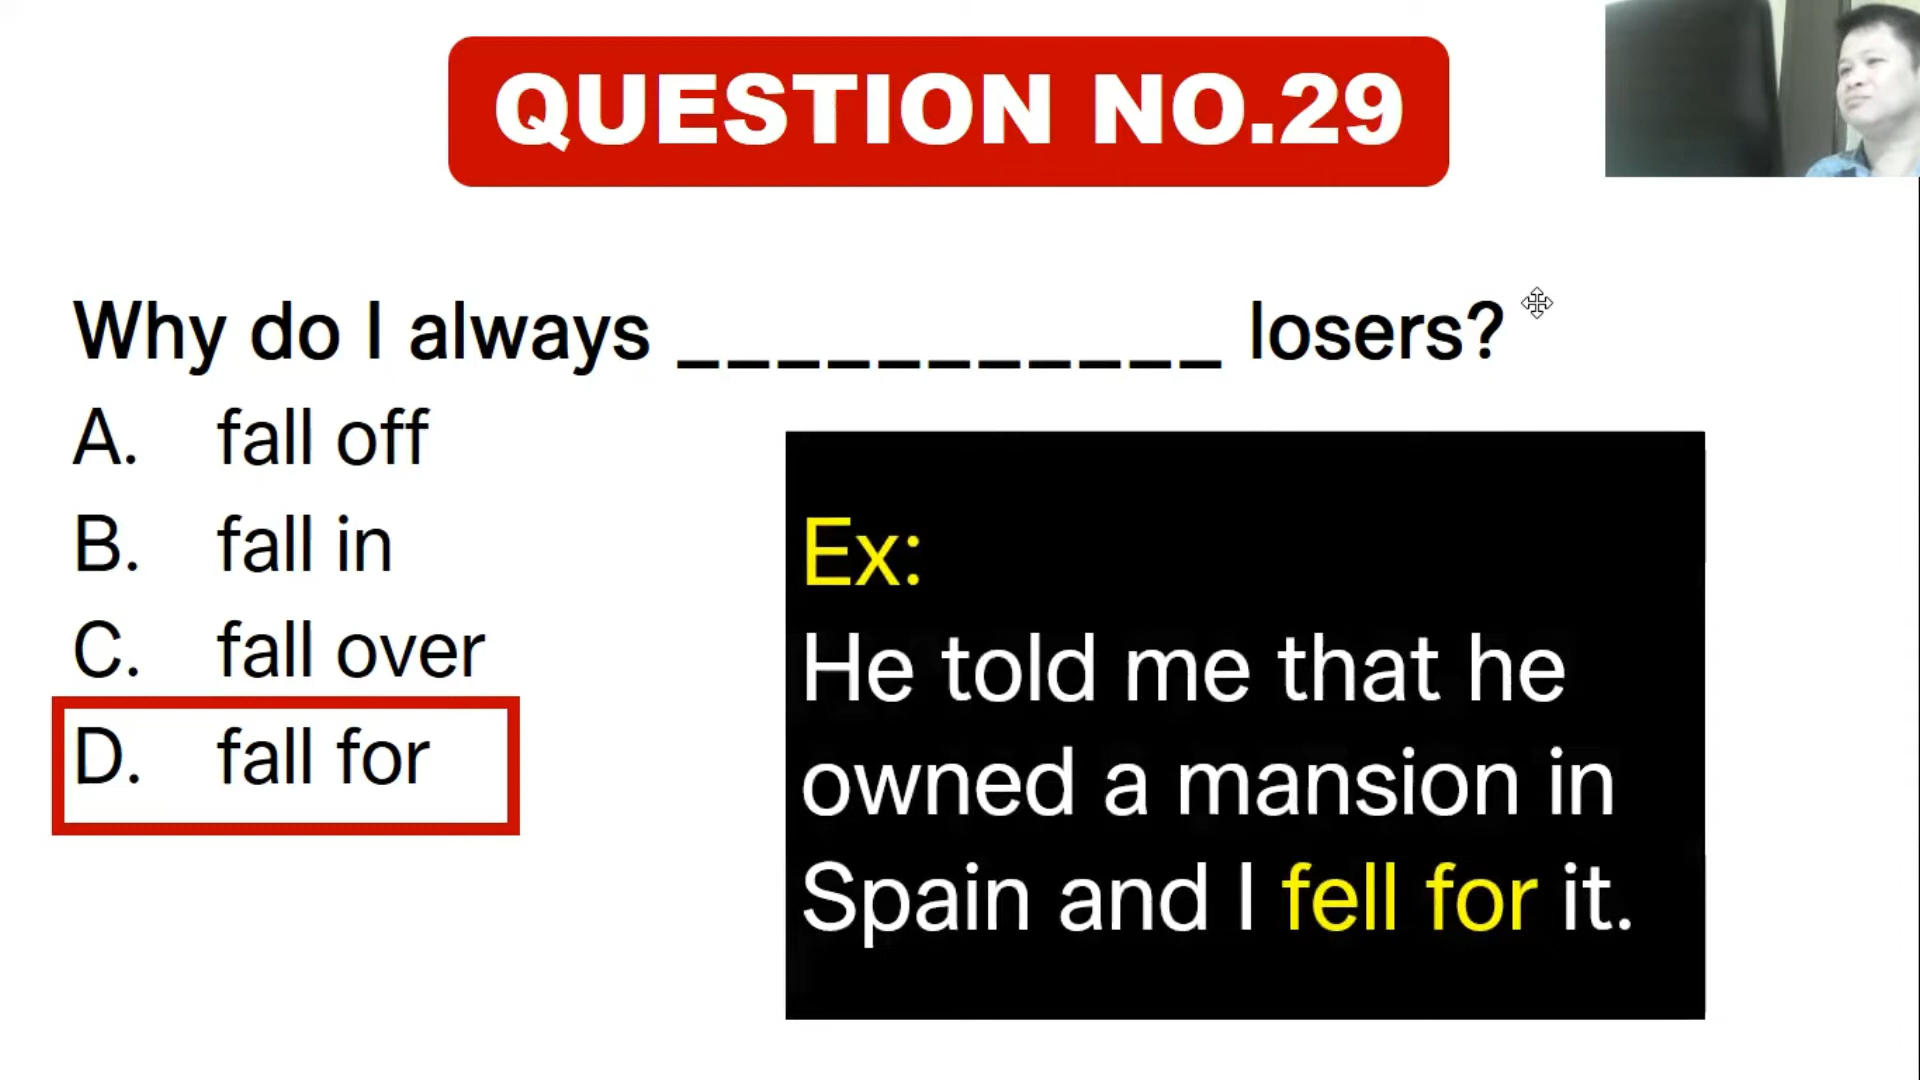 QUESTION NO.29
Why do I always ___________ losers?
A. fall off
B. fall in
C. fall over
D. fall for
Ex:
He told me that he
owned a mansion in
Spain and I fell for it.